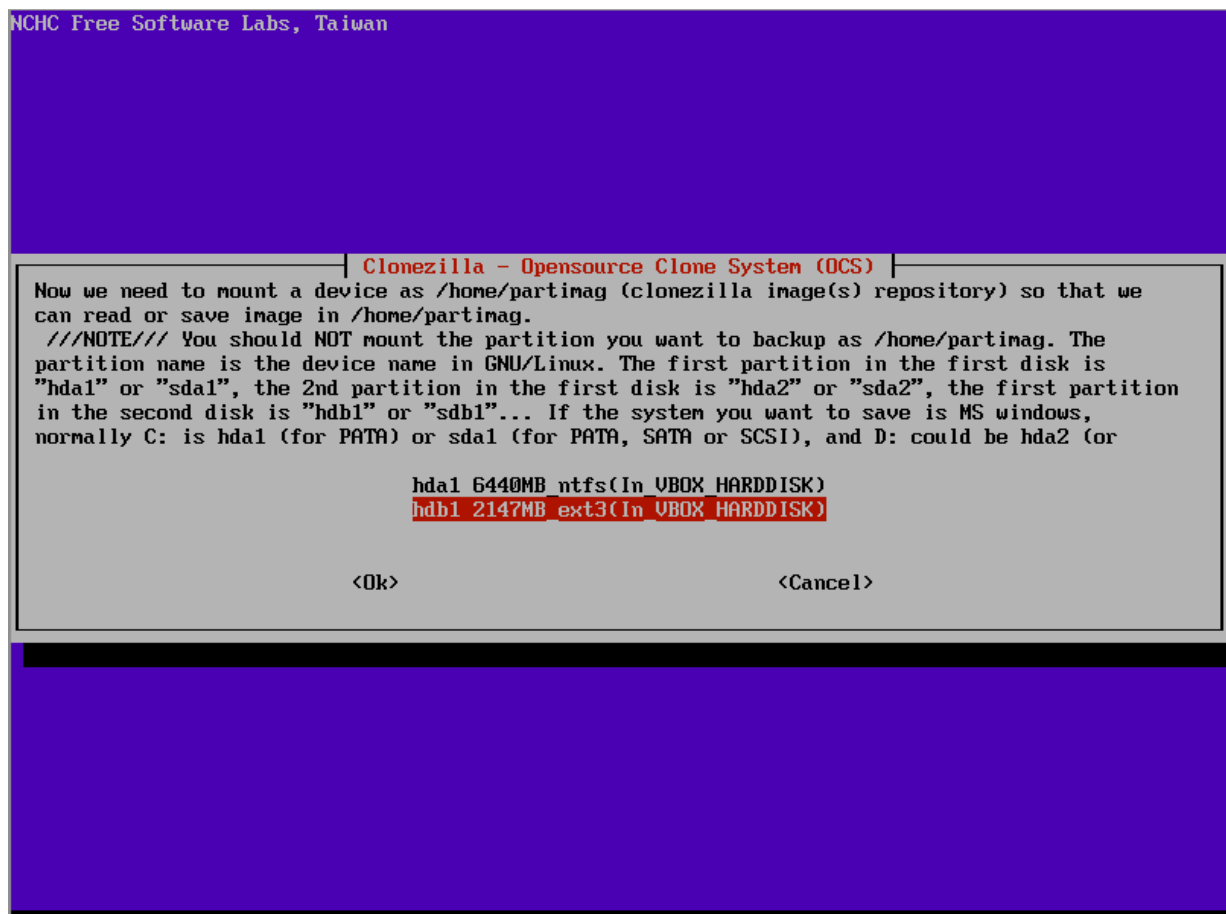 NCHC Free Software Labs, Taiwan
Clonezilla - Opensource Clone System (OCS)
Now we need to mount a device as /home/partimag (clonezilla image(s) repository) so that we
can read or save image in /home/partimag.
///NOTE/// You should NOT mount the partition you want to backup as /home/partimag. The
partition name is the device name in GNU/Linux. The first partition in the first disk is
"hda1" or "sda1", the 2nd partition in the first disk is "hda2" or "sda2", the first partition
in the second disk is "hdb1" or "sdb1"... If the system you want to save is MS windows,
normally C: is hda1 (for PATA) or sda1 (for PATA, SATA or SCSI), and D: could be hda2 (or
hda1 6440MB_ntfs(In_VBOX_HARDDISK)
hdb1 2147MB_ext3(In_VBOX_HARDDISK)
<Ok> <Cancel>